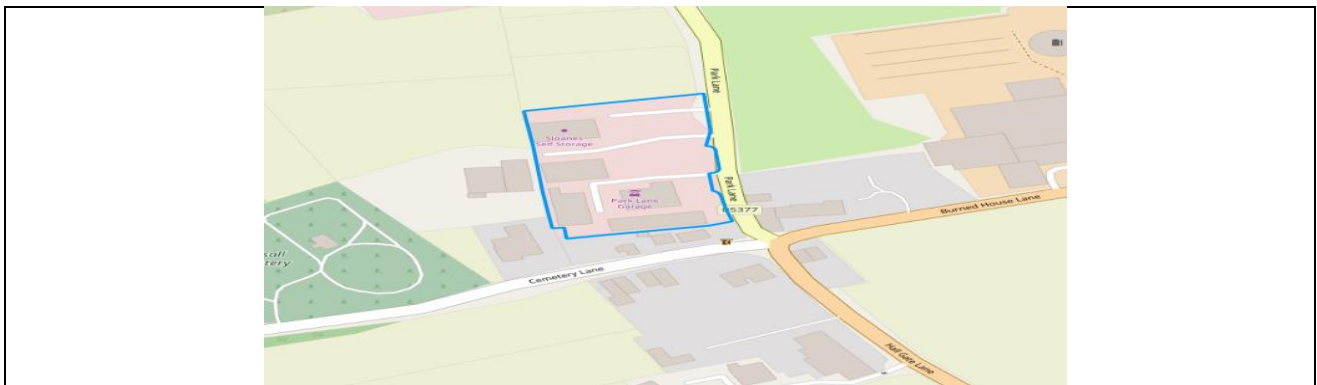 Park Lane
Sloanes
Self Storage
Park Lane
Park Lane
Garage
B5377
Burned House Lane
Cemetery Lane
Hall Gate Lane